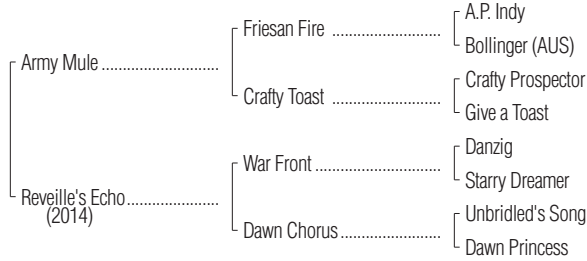 A.P. Indy
Friesan Fire ..............................
Bollinger (AUS)
Army Mule ................................
Crafty Prospector
Crafty Toast ..............................
Give a Toast
Danzig
War Front ...................................
Starry Dreamer
Reveille's Echo .........................
(2014)
Unbridled's Song
Dawn Chorus ............................
Dawn Princess